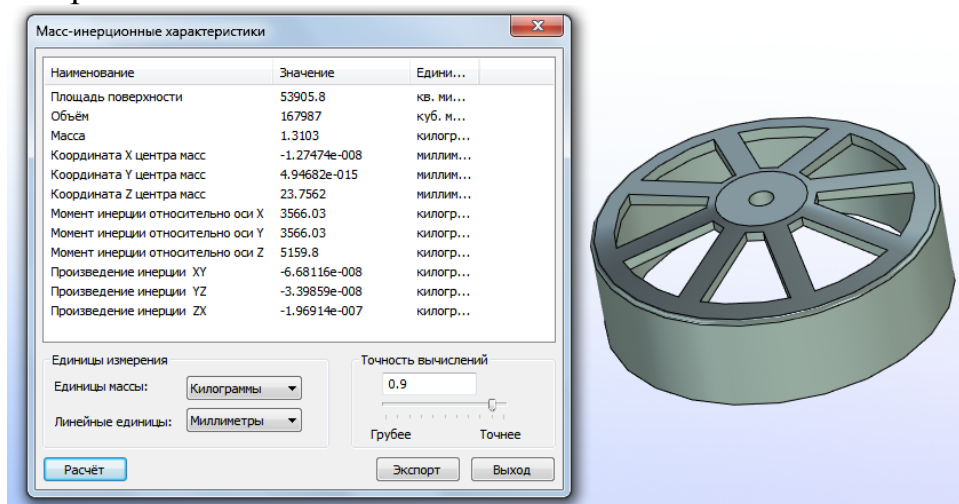 Масс-инерционные характеристики
Наименование Значение Едини...
Площадь поверхности 53905.8 кв. ми...
Объём 167987 куб. м...
Масса 1.3103 килогр...
Координата X центра масс -1.27474e-008 миллим...
Координата Y центра масс 4.94682e-015 миллим...
Координата Z центра масс 23.7562 миллим...
Момент инерции относительно оси X 3566.03 килогр...
Момент инерции относительно оси Y 3566.03 килогр...
Момент инерции относительно оси Z 5159.8 килогр...
Произведение инерции XY -6.68116e-008 килогр...
Произведение инерции YZ -3.39859e-008 килогр...
Произведение инерции ZX -1.96914e-007 килогр...
Единицы измерения Точность вычислений
Единицы массы: Килограммы 0.9
Линейные единицы: Миллиметры
Грубее Точнее
Расчёт Экспорт Выход